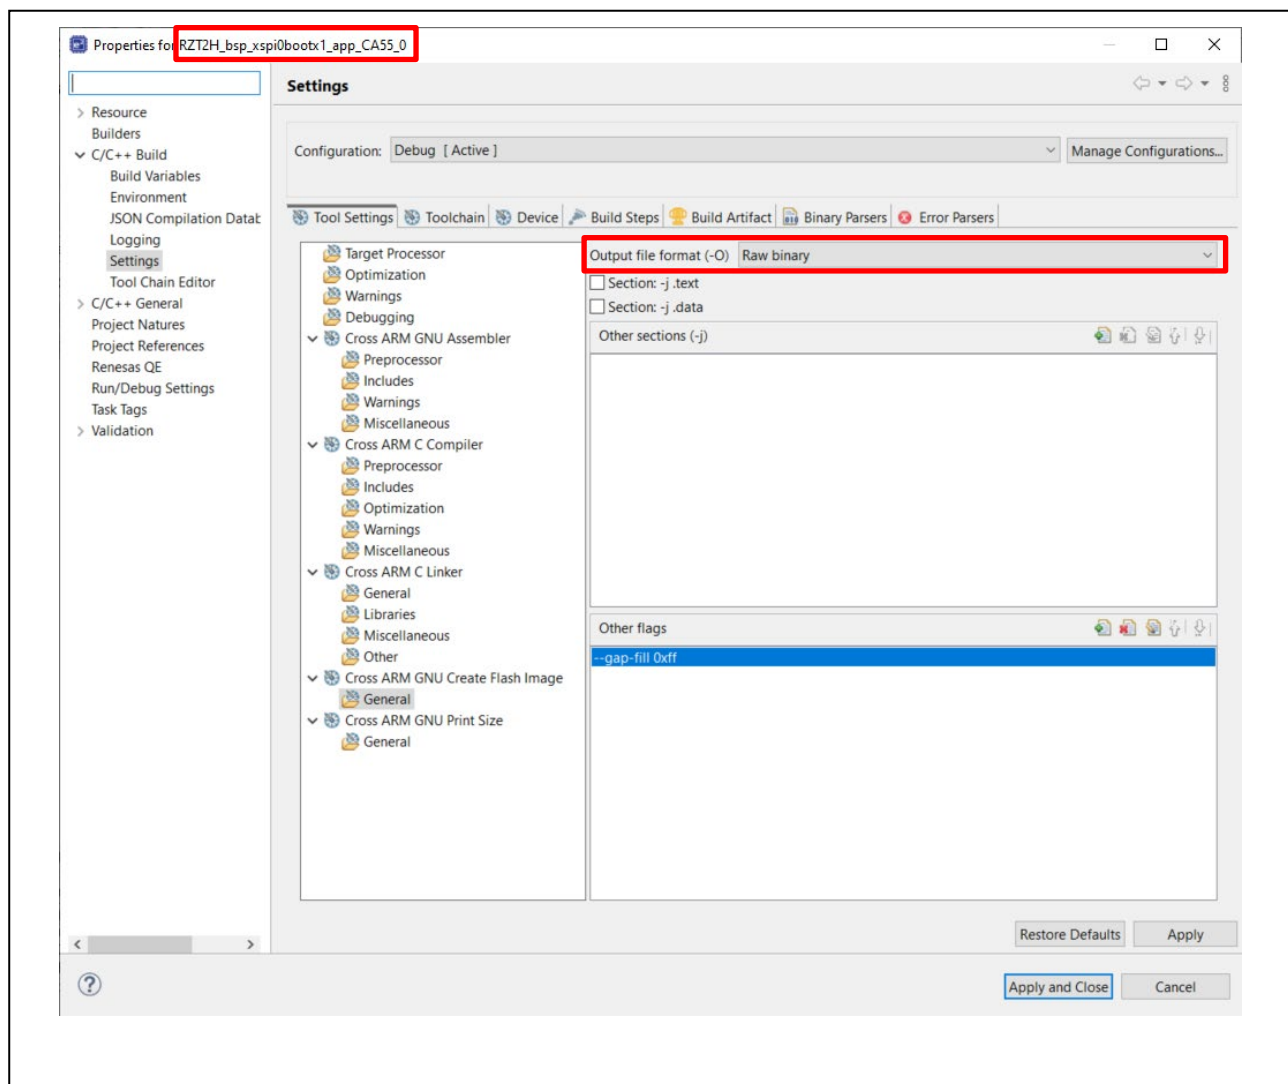 Properties for RZT2H_bsp_xspi0bootx1_app_CA55_0
Settings
Resource
Builders
C/C++ Build
Build Variables
Environment
JSON Compilation Datab
Logging
Settings
Tool Chain Editor
C/C++ General
Project Natures
Project References
Renesas QE
Run/Debug Settings
Task Tags
Validation
Configuration: Debug [ Active ] Manage Configurations...
Tool Settings Toolchain Device Build Steps Build Artifact Binary Parsers Error Parsers
Target Processor
Optimization
Warnings
Debugging
Cross ARM GNU Assembler
Preprocessor
Includes
Warnings
Miscellaneous
Cross ARM C Compiler
Preprocessor
Includes
Optimization
Warnings
Miscellaneous
Cross ARM C Linker
General
Libraries
Miscellaneous
Other
Cross ARM GNU Create Flash Image
General
Cross ARM GNU Print Size
General
Output file format (-O) Raw binary
Section: -j .text
Section: -j .data
Other sections (-j)
Other flags
--gap-fill 0xff
Restore Defaults Apply
Apply and Close Cancel